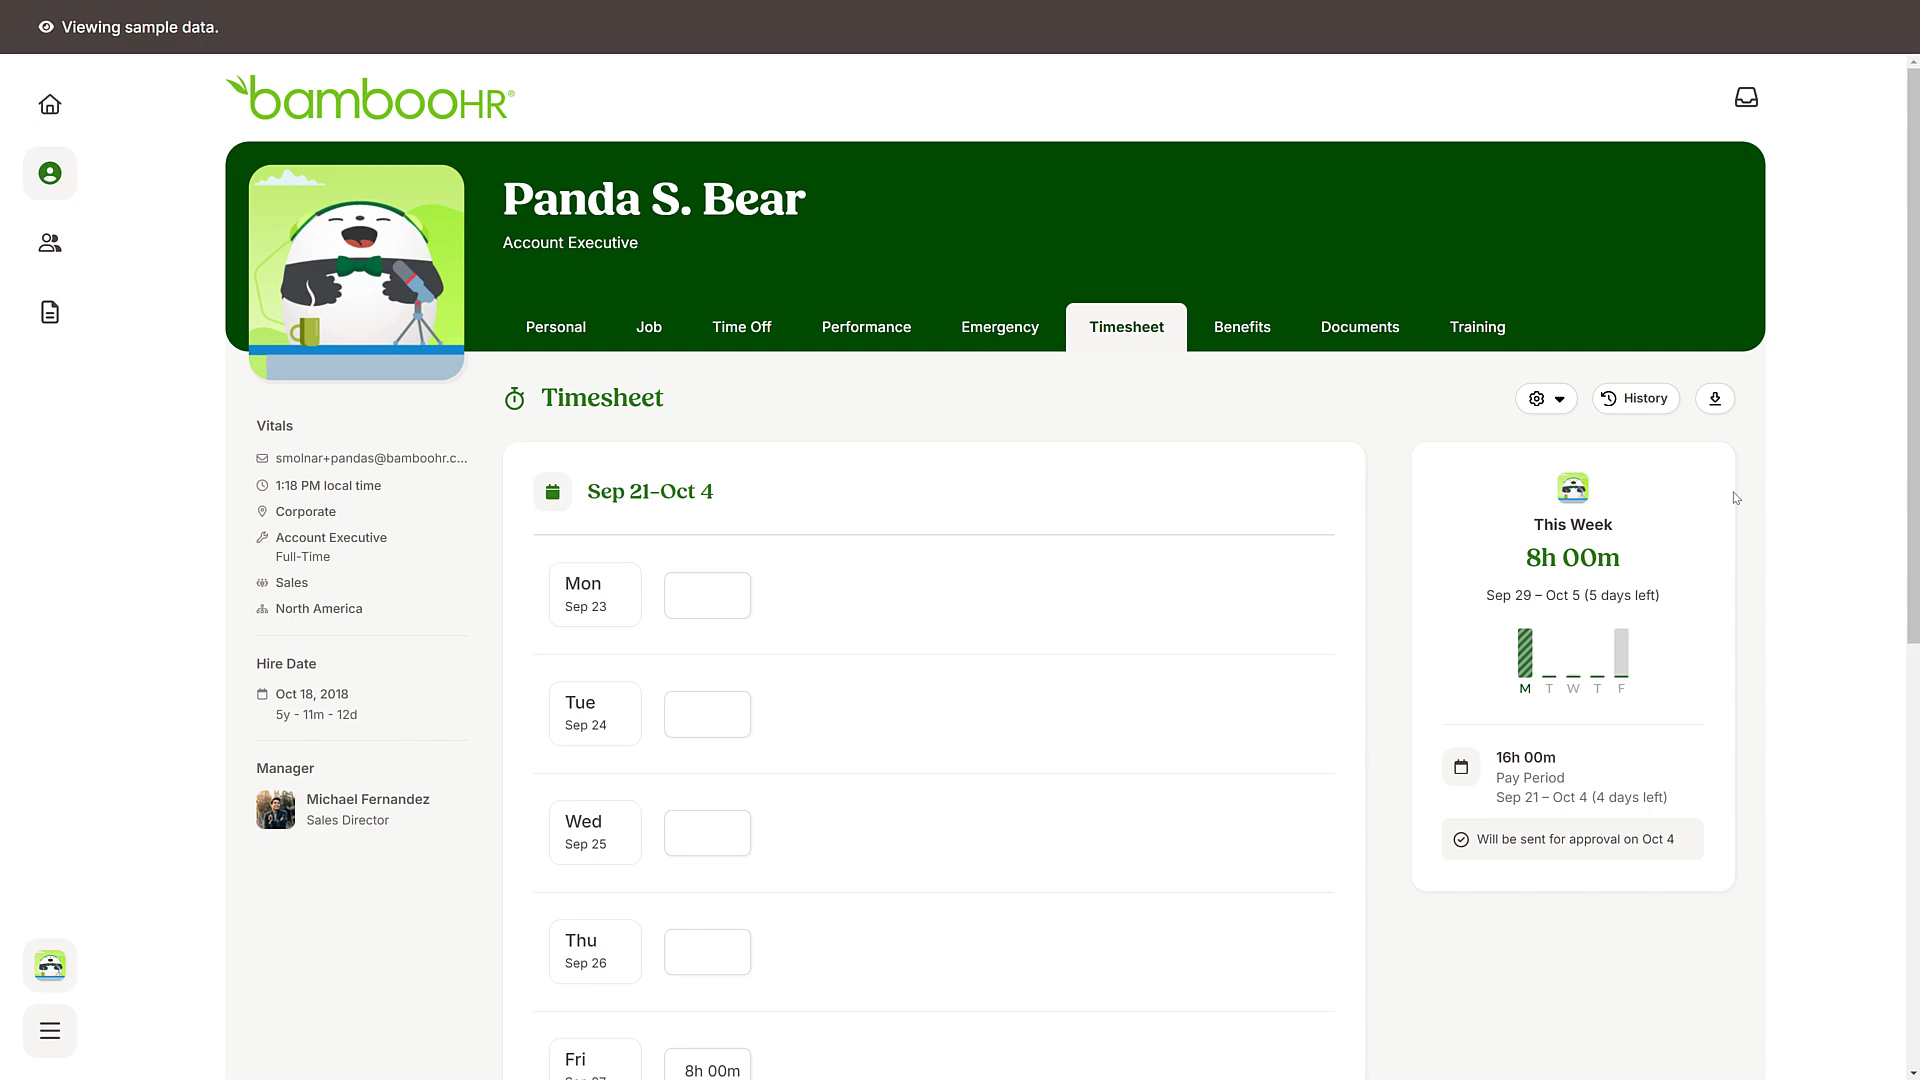 Viewing sample data.
bambooHR®
Panda S. Bear
Account Executive
Personal
Job
Time Off
Performance
Emergency
Timesheet
Benefits
Documents
Training
Timesheet
History
Vitals
smolnar+pandas@bamboohr.c...
1:18 PM local time
Corporate
Account Executive
Full-Time
Sales
North America
Hire Date
Oct 18, 2018
5y - 11m - 12d
Manager
Michael Fernandez
Sales Director
Sep 21–Oct 4
Mon
Sep 23
Tue
Sep 24
Wed
Sep 25
Thu
Sep 26
Fri
8h 00m
This Week
8h 00m
Sep 29 – Oct 5 (5 days left)
M T W T F
16h 00m
Pay Period
Sep 21 – Oct 4 (4 days left)
Will be sent for approval on Oct 4